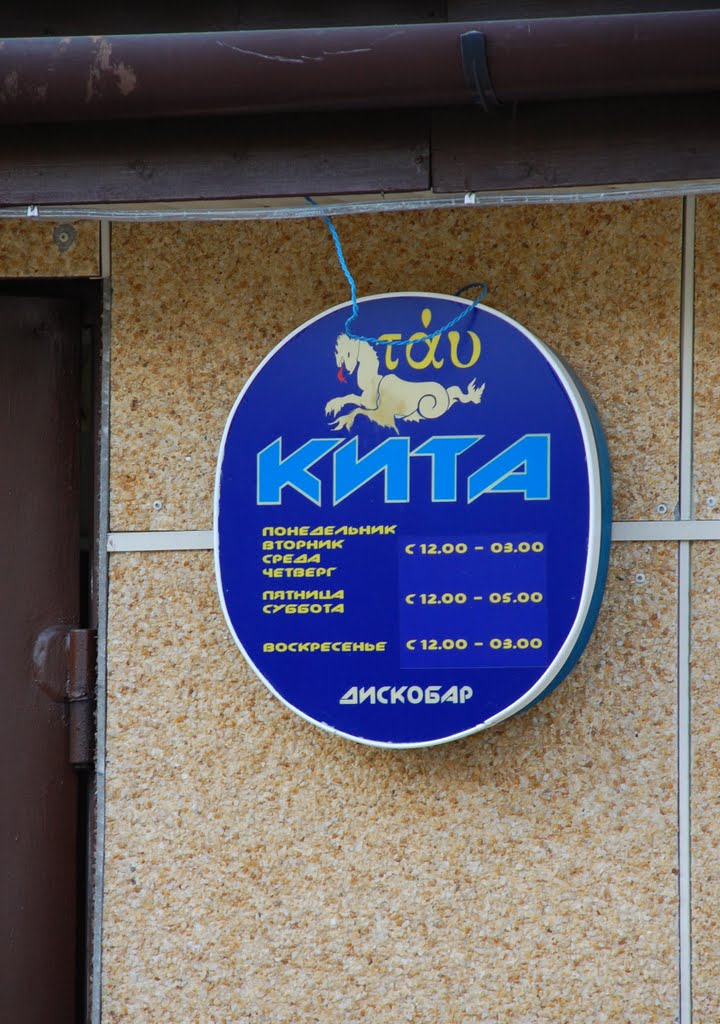 τάυ
КИТА
ПОНЕДЕЛЬНИК
ВТОРНИК
СРЕДА
ЧЕТВЕРГ
С 12.00 - 03.00
ПЯТНИЦА
СУББОТА
С 12.00 - 05.00
ВОСКРЕСЕНЬЕ С 12.00 - 03.00
ДИСКОБАР